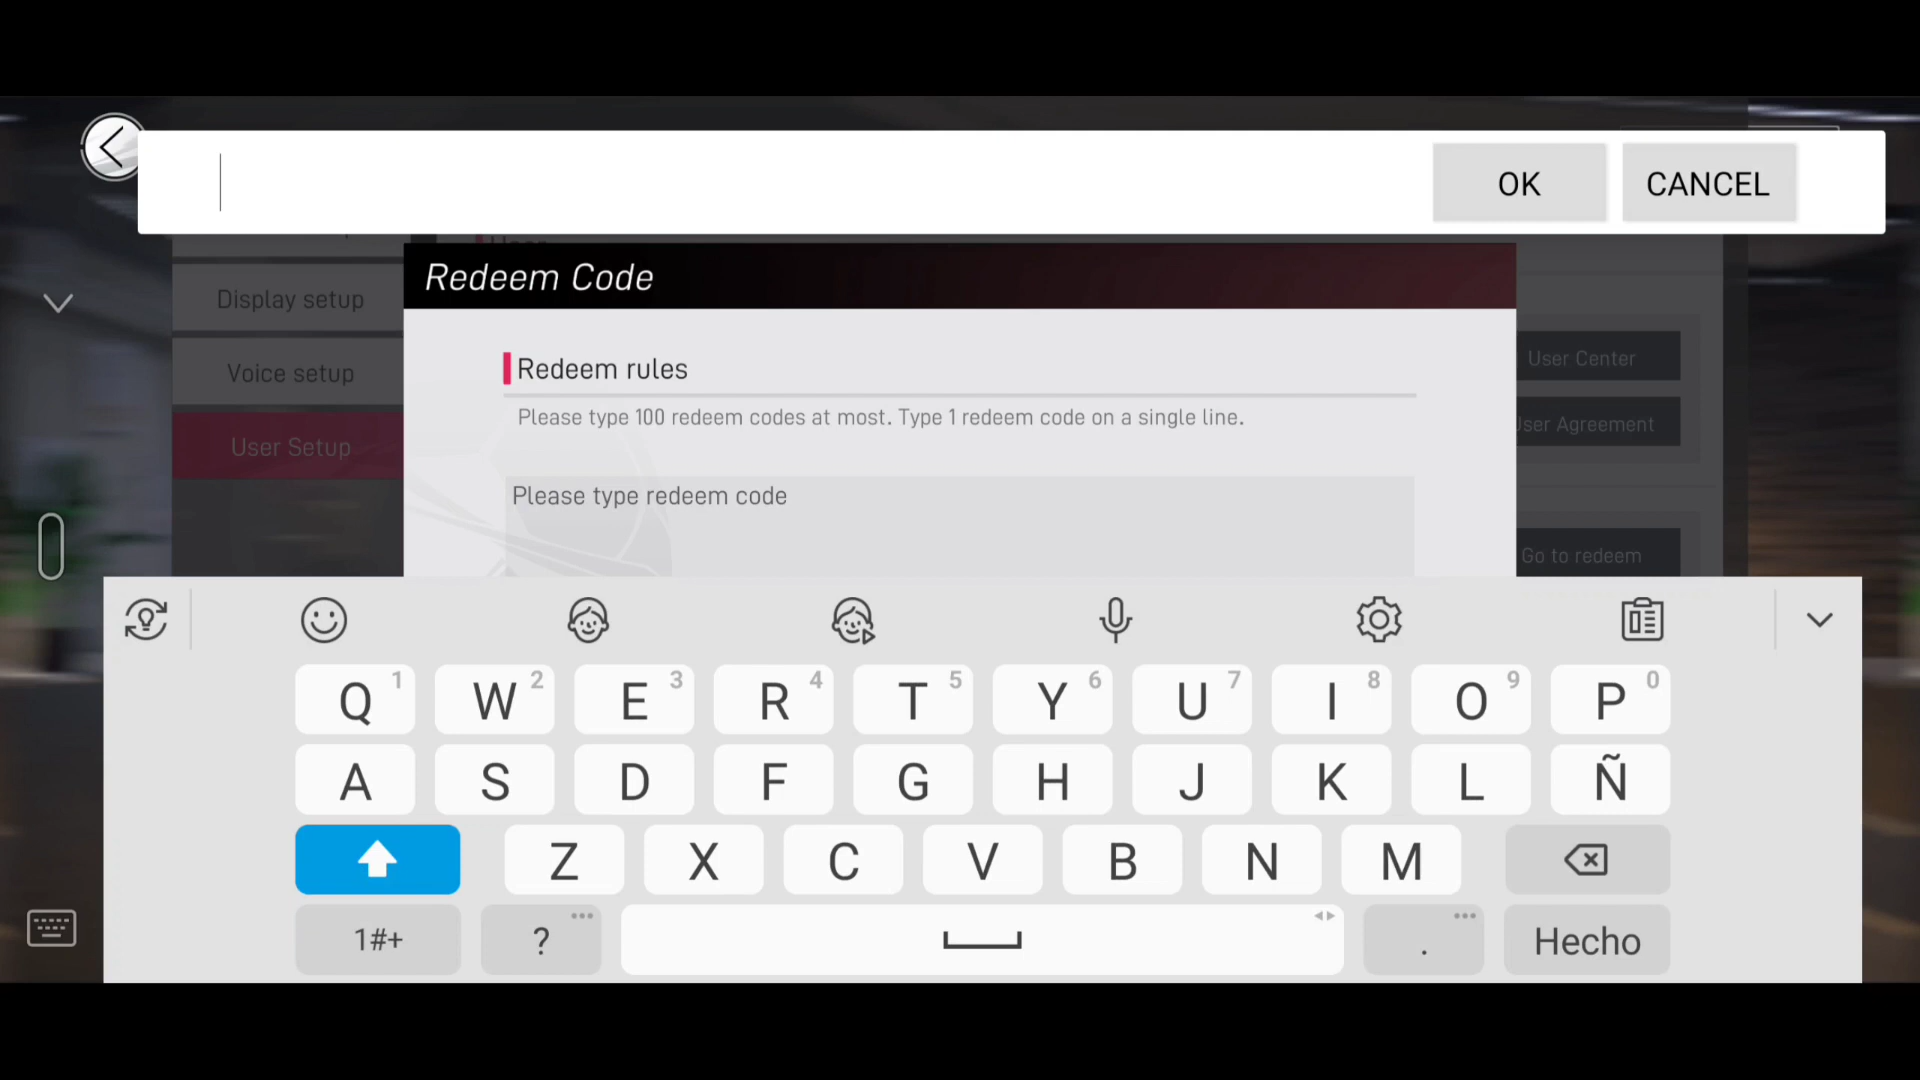 OK CANCEL
User
Redeem Code
Display setup
Voice setup
User Setup
Redeem rules
Please type 100 redeem codes at most. Type 1 redeem code on a single line.
Please type redeem code
User Center
User Agreement
Go to redeem
Q 1 W 2 E 3 R 4 T 5 Y 6 U 7 I 8 O 9 P 0
A S D F G H J K L Ñ
Z X C V B N M
1#+ ? . Hecho